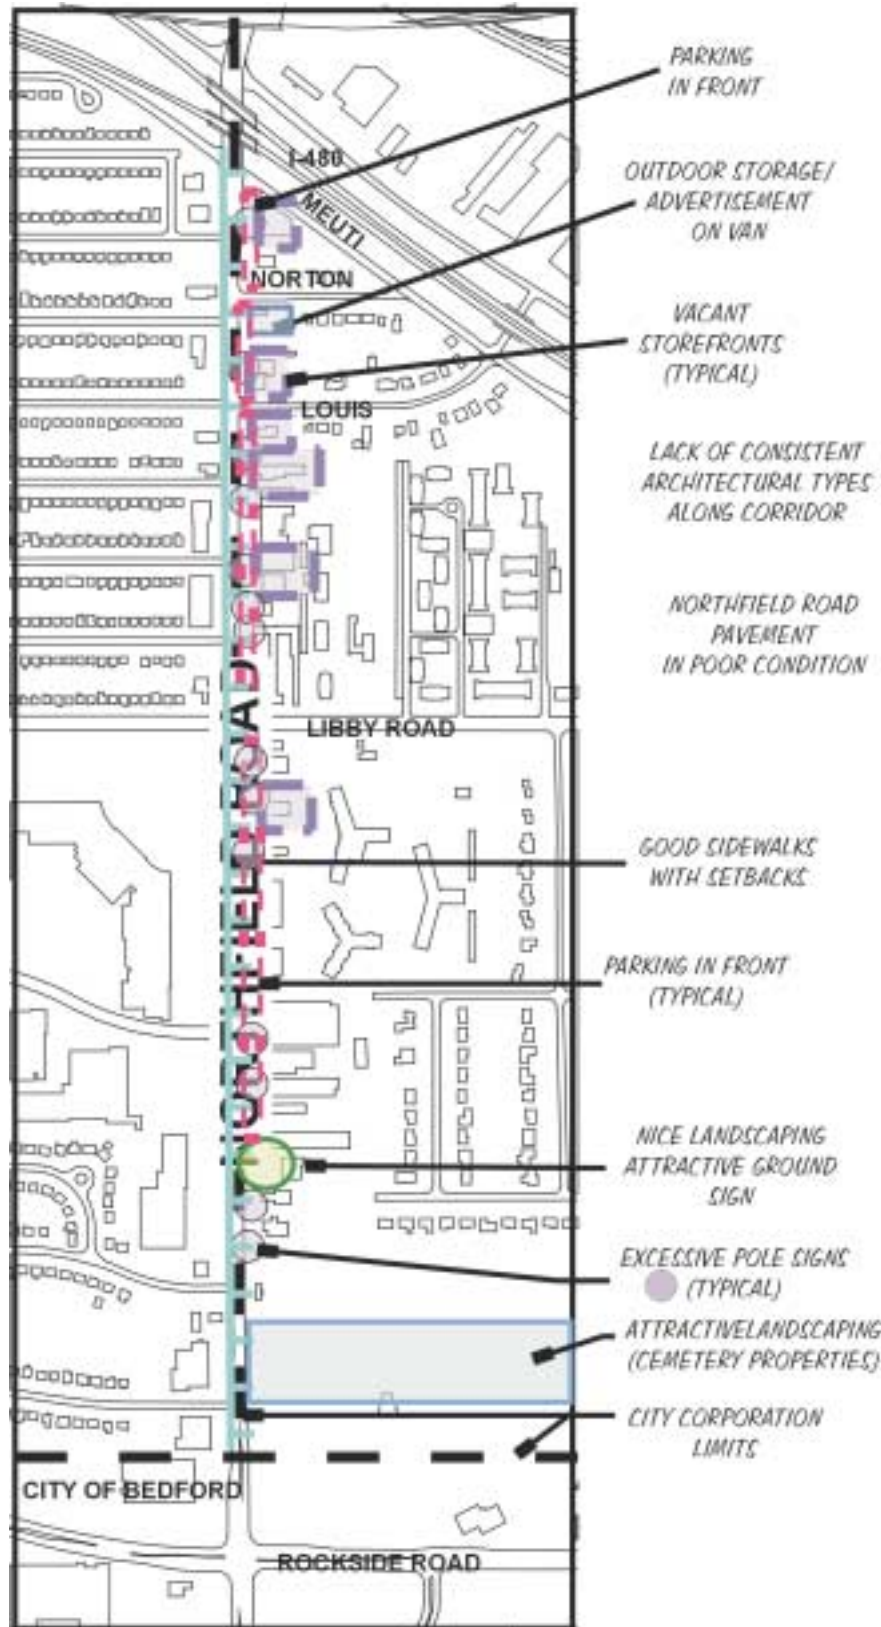 PARKING
IN FRONT
I-480
OUTDOOR STORAGE/
ADVERTISEMENT
ON VAN
MEUTI
NORTON
VACANT
STOREFRONTS
(TYPICAL)
LOUIS
LACK OF CONSISTENT
ARCHITECTURAL TYPES
ALONG CORRIDOR
NORTHFIELD ROAD
PAVEMENT
IN POOR CONDITION
NORTHFIELD ROAD
LIBBY ROAD
GOOD SIDEWALKS
WITH SETBACKS
PARKING IN FRONT
(TYPICAL)
NICE LANDSCAPING
ATTRACTIVE GROUND
SIGN
EXCESSIVE POLE SIGNS
(TYPICAL)
ATTRACTIVELANDSCAPING
(CEMETERY PROPERTIES)
CITY CORPORATION
LIMITS
CITY OF BEDFORD
ROCKSIDE ROAD